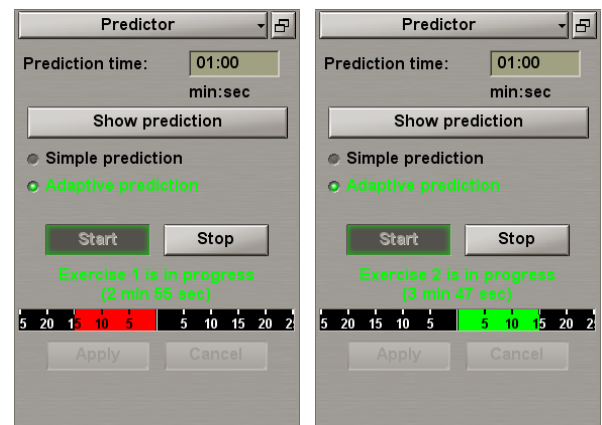 Predictor
Prediction time: 01:00
min:sec
Show prediction
Simple prediction
Adaptive prediction
Start Stop
Exercise 1 is in progress
(2 min 55 sec)
5 20 15 10 5 5 10 15 20 2
Apply Cancel
Predictor
Prediction time: 01:00
min:sec
Show prediction
Simple prediction
Adaptive prediction
Start Stop
Exercise 2 is in progress
(3 min 47 sec)
5 20 15 10 5 5 10 15 20 2
Apply Cancel